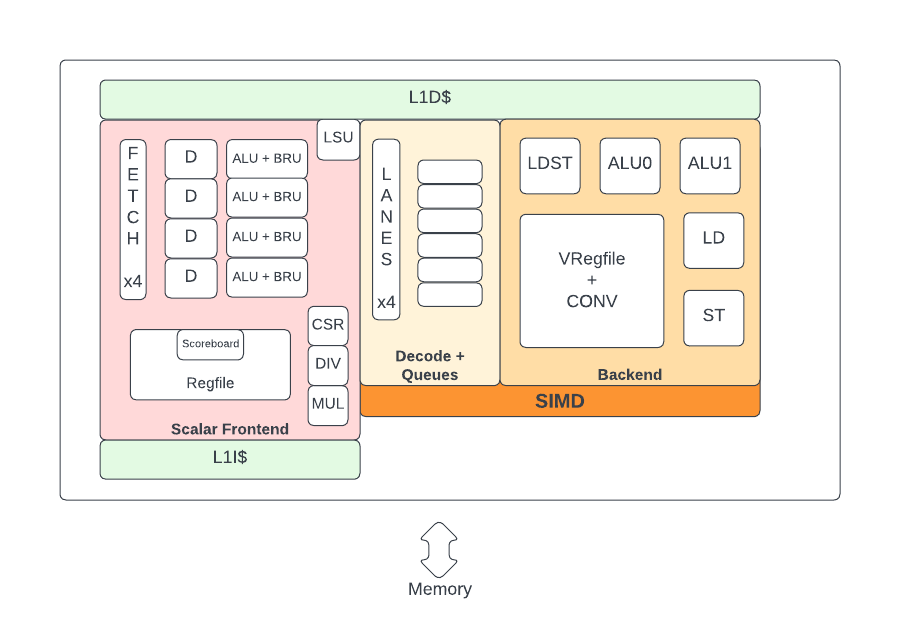 L1D$
FETCH x4
D
D
D
D
ALU + BRU
ALU + BRU
ALU + BRU
ALU + BRU
LSU
Scoreboard
Regfile
CSR
DIV
MUL
Scalar Frontend
L1I$
LANES x4
Decode +
Queues
LDST
ALU0
ALU1
VRegfile
+
CONV
LD
ST
Backend
SIMD
Memory